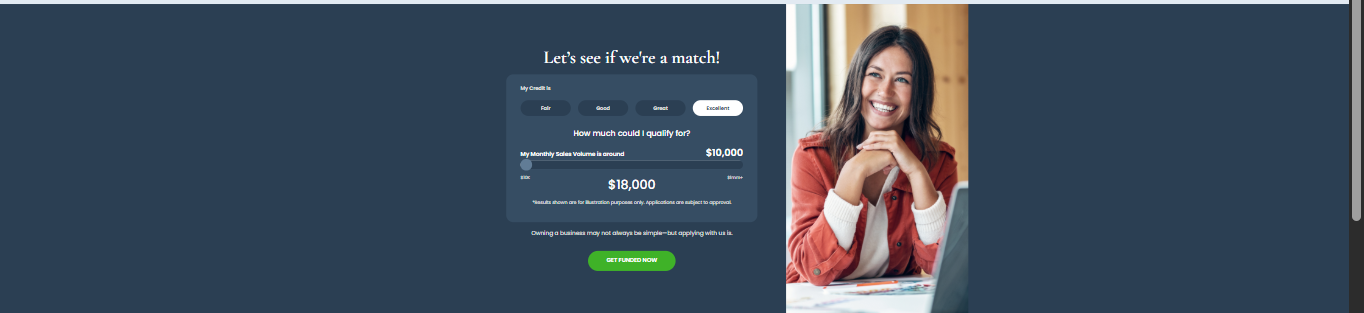 Let's see if we're a match!
My Credit is
Fair Good Great Excellent
How much could I qualify for?
My Monthly Sales Volume is around $10,000
$18,000
*Results shown are for illustration purposes only. Applications are subject to approval.
Owning a business may not always be simple—but applying with us is.
GET FUNDED NOW